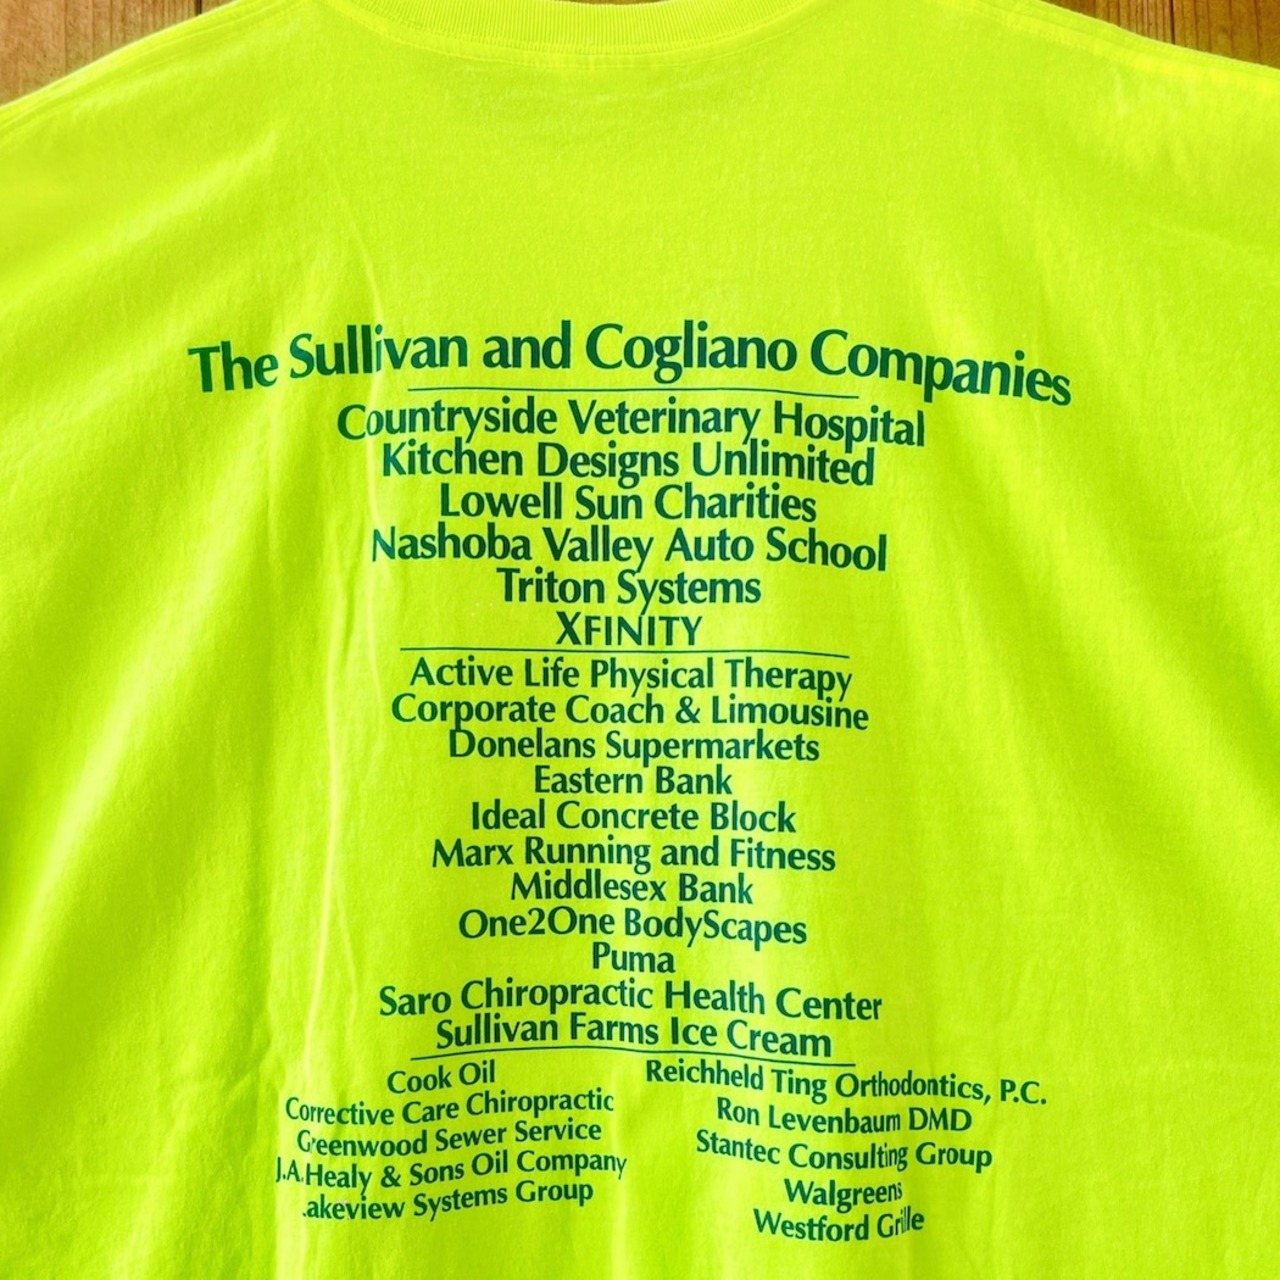 The Sullivan and Cogliano Companies
Countryside Veterinary Hospital
Kitchen Designs Unlimited
Lowell Sun Charities
Nashoba Valley Auto School
Triton Systems
XFINITY
Active Life Physical Therapy
Corporate Coach & Limousine
Donelans Supermarkets
Eastern Bank
Ideal Concrete Block
Marx Running and Fitness
Middlesex Bank
One2One BodyScapes
Puma
Saro Chiropractic Health Center
Sullivan Farms Ice Cream
Cook Oil
Corrective Care Chiropractic
Greenwood Sewer Service
J.A.Healy & Sons Oil Company
Lakeview Systems Group
Reichheld Ting Orthodontics, P.C.
Ron Levenbaum DMD
Stantec Consulting Group
Walgreens
Westford Grille